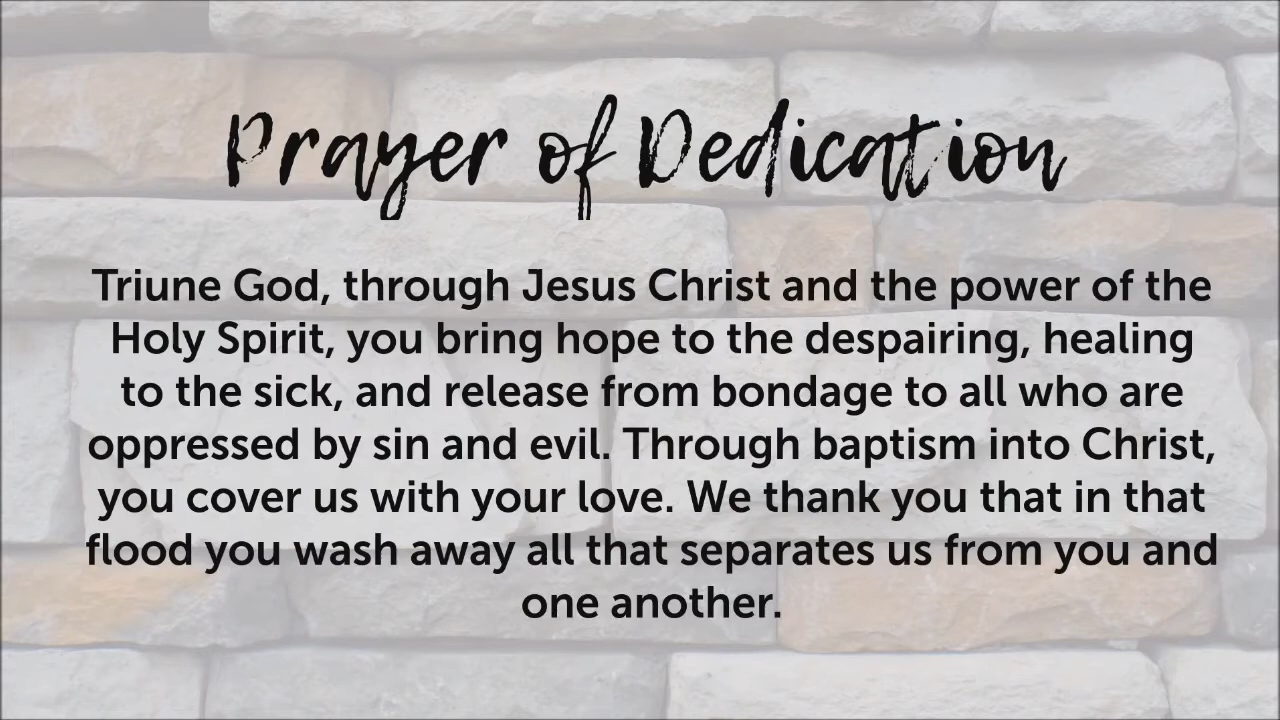 Prayer of Dedication
Triune God, through Jesus Christ and the power of the
Holy Spirit, you bring hope to the despairing, healing
to the sick, and release from bondage to all who are
oppressed by sin and evil. Through baptism into Christ,
you cover us with your love. We thank you that in that
flood you wash away all that separates us from you and
one another.